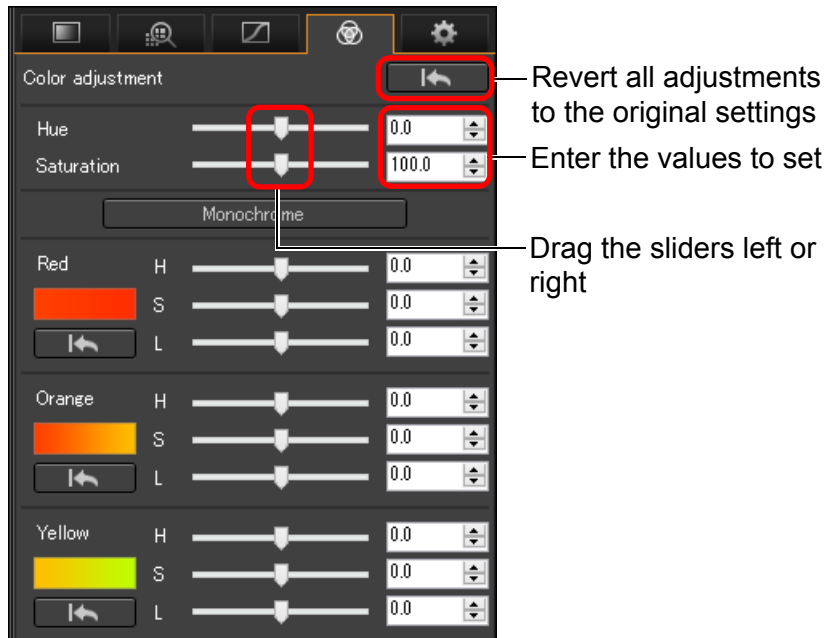 Color adjustment
Revert all adjustments
to the original settings
Hue 0.0
Saturation 100.0
Enter the values to set
Monochrome
Drag the sliders left or
right
Red H 0.0
S 0.0
L 0.0
Orange H 0.0
S 0.0
L 0.0
Yellow H 0.0
S 0.0
L 0.0